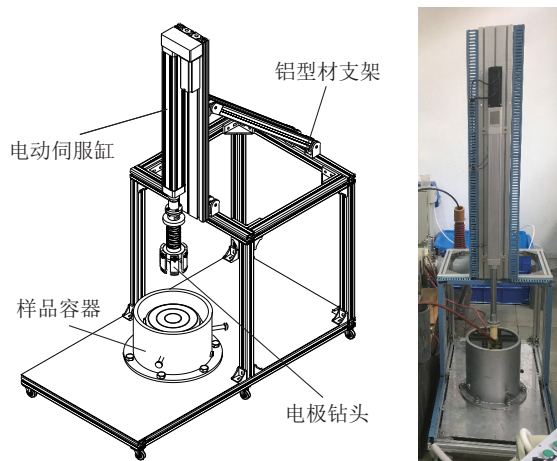 铝型材支架
电动伺服缸
样品容器
电极钻头